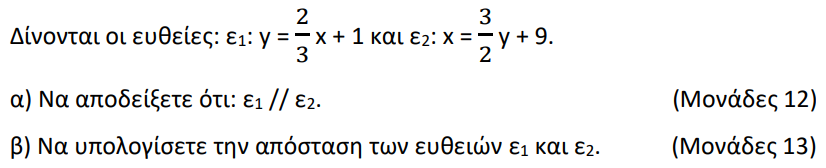 Δίνονται οι ευθείες: ε₁: y = 2/3 x + 1 και ε₂: x = 3/2 y + 9.
α) Να αποδείξετε ότι: ε₁ // ε₂. (Μονάδες 12)
β) Να υπολογίσετε την απόσταση των ευθειών ε₁ και ε₂. (Μονάδες 13)